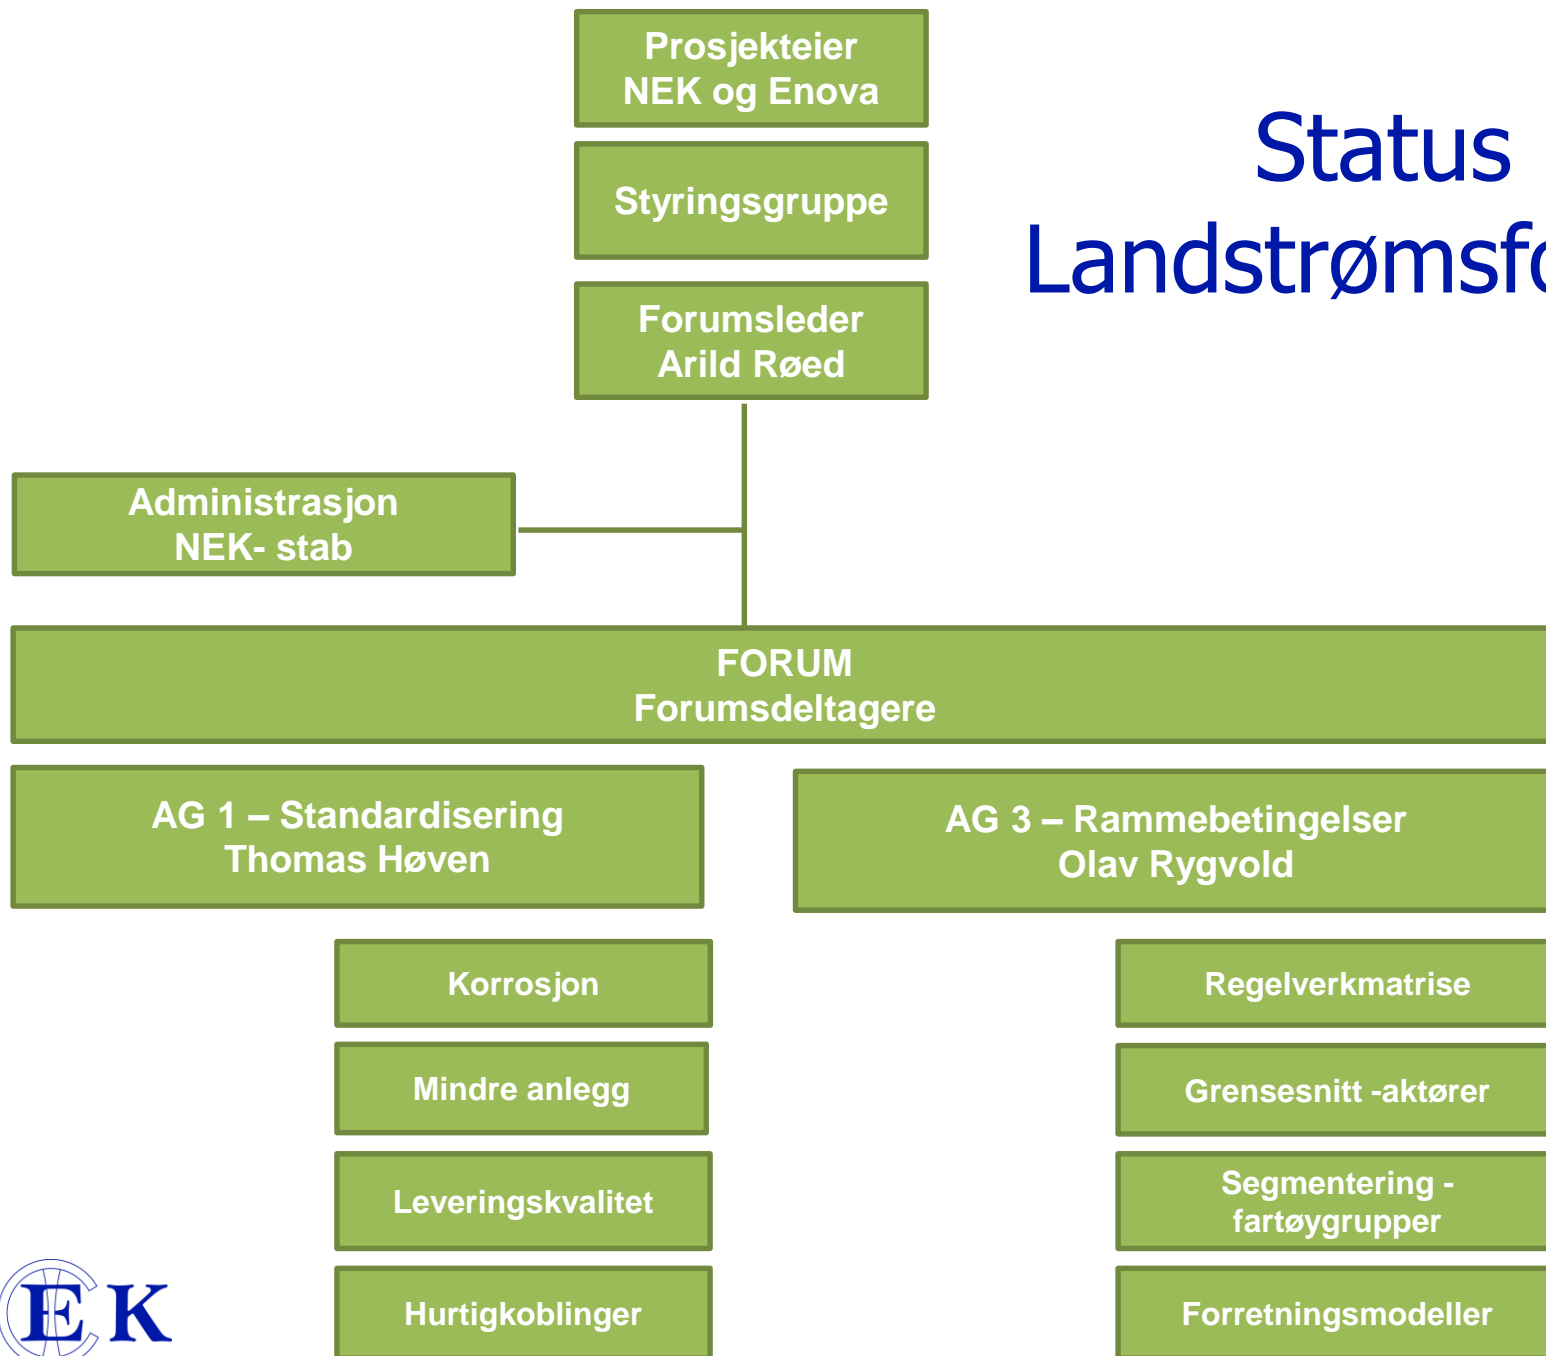 Prosjekteier
NEK og Enova
Status
Styringsgruppe
Forumsleder
Arild Røed
Administrasjon
NEK- stab
FORUM
Forumsdeltagere
AG 1 – Standardisering
Thomas Høven
AG 3 – Rammebetingelser
Olav Rygvold
Korrosjon
Mindre anlegg
Leveringskvalitet
Hurtigkoblinger
Regelverkmatrise
Grensesnitt -aktører
Segmentering -
fartøygrupper
Forretningsmodeller
EK